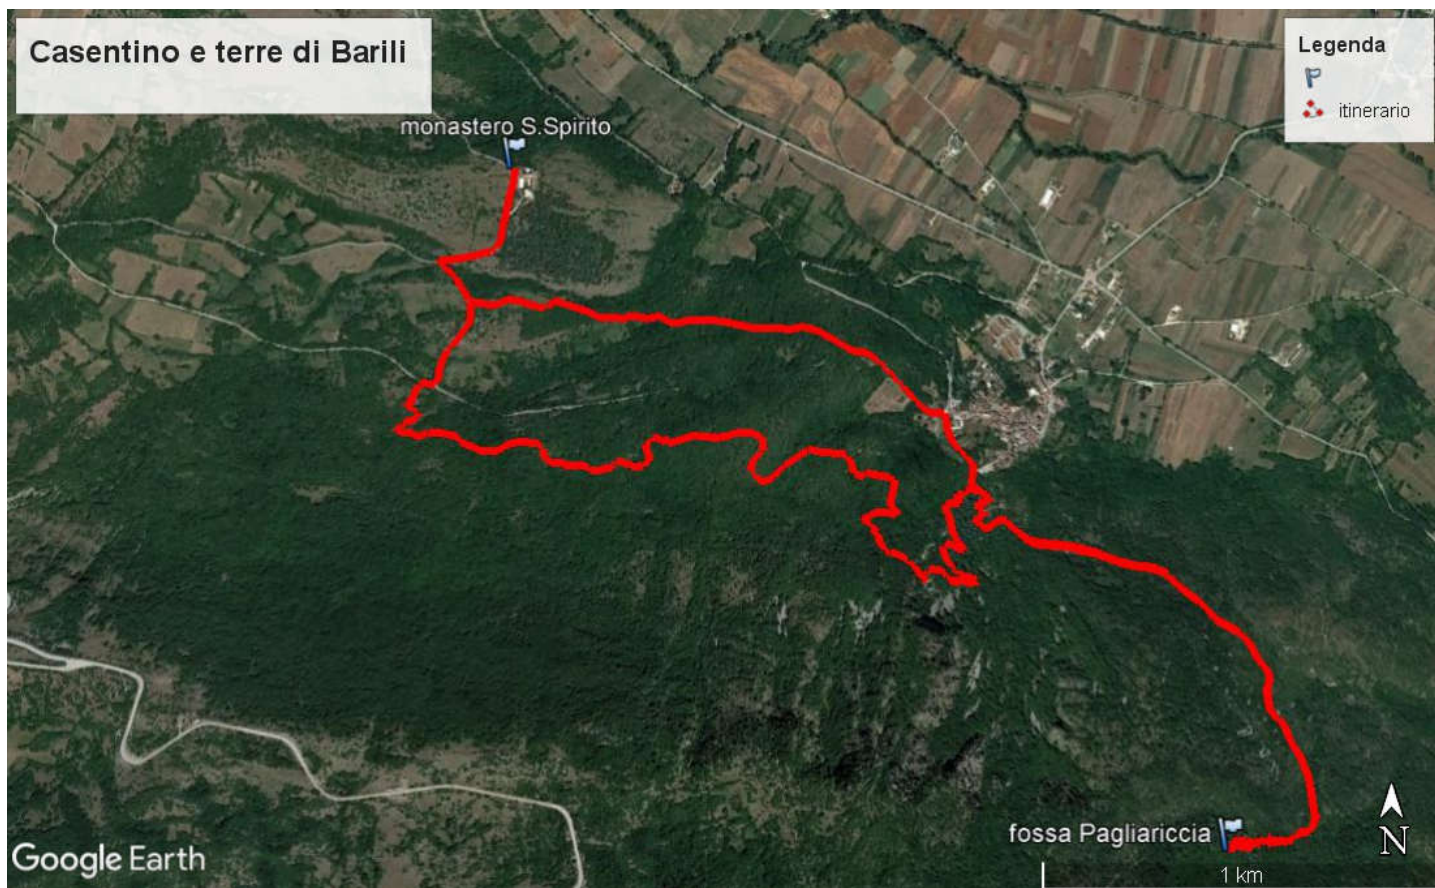 Casentino e terre di Barili
Legenda
itinerario
monastero S.Spirito
fossa Pagliariccia
N
Google Earth
1 km